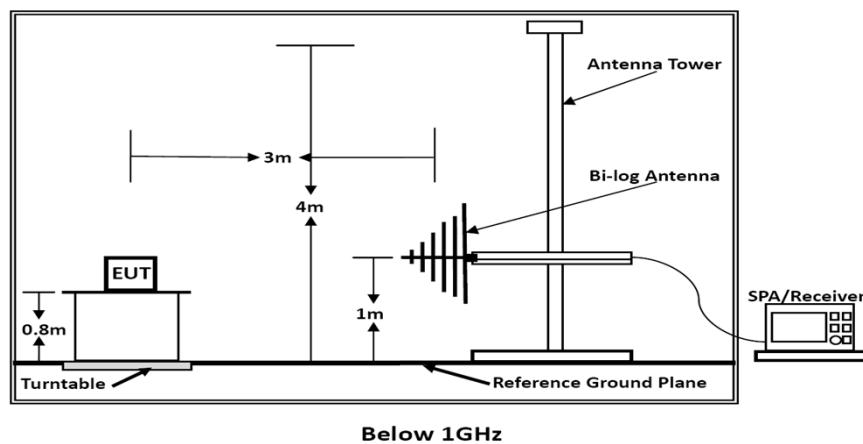 Antenna Tower
3m
Bi-log Antenna
4m
EUT
SPA/Receiver
0.8m
1m
Turntable
Reference Ground Plane
Below 1GHz